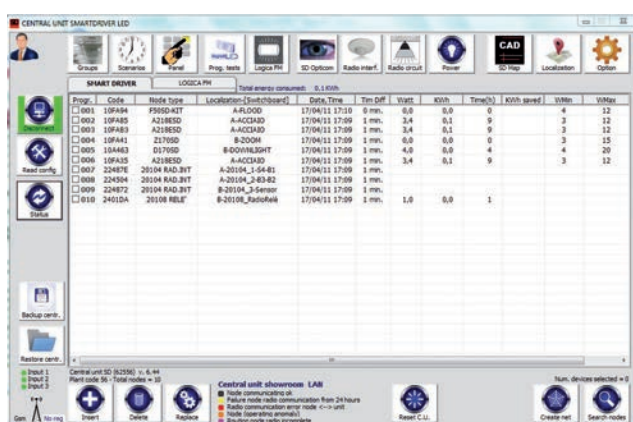 CENTRAL UNIT SMARTDRIVER LED
Groups Scenarios Panel Prog. tests Logica FM SD Opticom Radio interf. Radio circuit Power CAD SD Map Localization Option
SMART DRIVER LOGICA FM Total energy consumed: 0,1 KWh
Progr. Code Node type Localization-[Switchboard] Date,Time Tim Diff Watt KWh Time(h) KWh saved WMin WMax
001 10FA94 F505D-KIT A-FLOOD 17/04/11 17:10 0 min. 0,0 0,0 0 4 12
002 10FA85 A218ESD A-ACCIAIO 17/04/11 17:09 1 min. 3,4 0,1 9 3 12
003 10FAB3 A218ESD A-ACCIAIO 17/04/11 17:09 1 min. 3,4 0,1 9 3 12
004 10FA41 Z170SD B-ZOOM 17/04/11 17:09 1 min. 0,0 0,0 0 3 15
005 10A463 D170SD B-DOWNLIGHT 17/04/11 17:09 1 min. 4,0 0,0 4 4 20
006 10FA35 A218ESD A-ACCIAIO 17/04/11 17:09 1 min. 3,4 0,1 9 3 12
007 22487E 20104 RAD.INT A-20104_1-S4-B1 17/04/11 17:09 1 min.
008 224504 20104 RAD.INT A-20104_2-B3-B2 17/04/11 17:09 1 min.
009 224872 20104 RAD.INT B-20104_3-Sensor 17/04/11 17:09 1 min.
010 2401DA 20108 RELE' B-20108_RadioRelè 17/04/11 17:09 1 min. 1,0 0,0 1
Disconnect
Read config
Status
Backup centr.
Restore centr.
Input 1
Input 2
Input 3
Gsm No reg
Central unit SD (62556) v. 6.44
Plant code 56 - Total nodes = 10
Num. devices selected = 0
Insert Delete Replace
Central unit showroom LAB
Node communicating ok
Failure node radio communication from 24 hours
Radio communication error node <--> unit
Node (operating anomaly)
Routing node radio incomplete
Reset C.U. Create net Search nodes